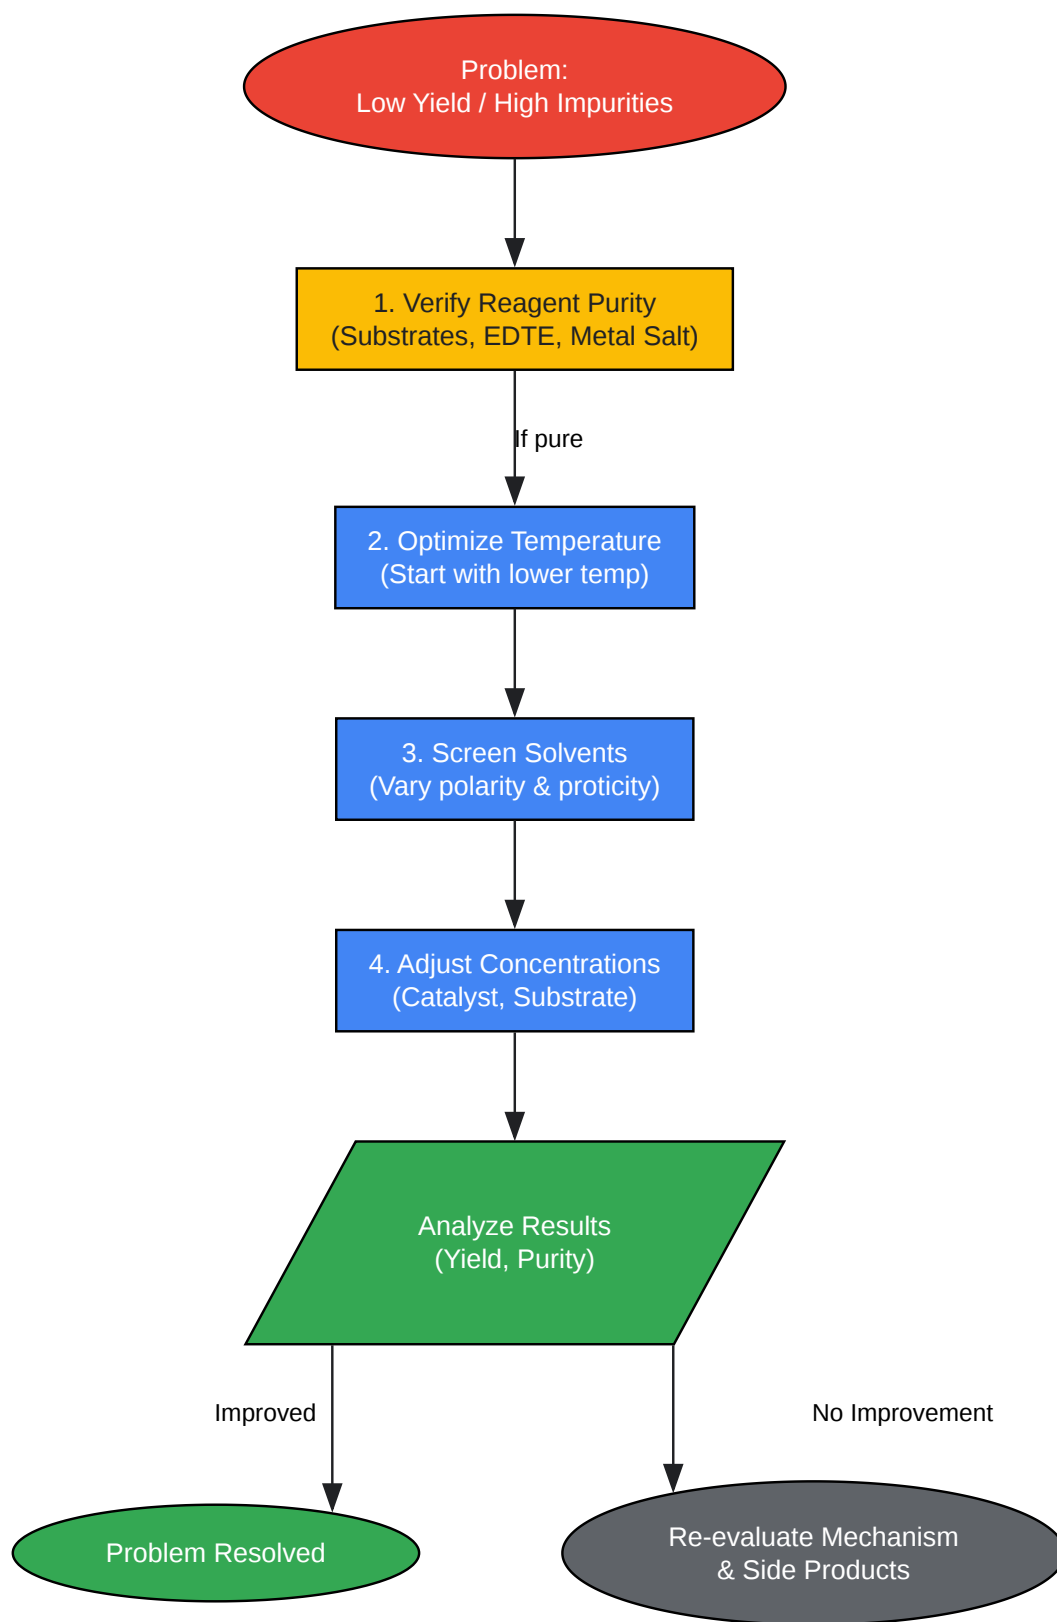 Problem:
Low Yield / High Impurities
1. Verify Reagent Purity
(Substrates, EDTE, Metal Salt)
If pure
2. Optimize Temperature
(Start with lower temp)
3. Screen Solvents
(Vary polarity & proticity)
4. Adjust Concentrations
(Catalyst, Substrate)
Analyze Results
(Yield, Purity)
Improved
No Improvement
Problem Resolved
Re-evaluate Mechanism
& Side Products